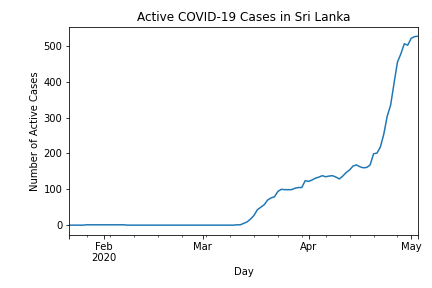 Active COVID-19 Cases in Sri Lanka
500
400
300
200
100
0
Number of Active Cases
Feb
2020
Mar
Apr
May
Day